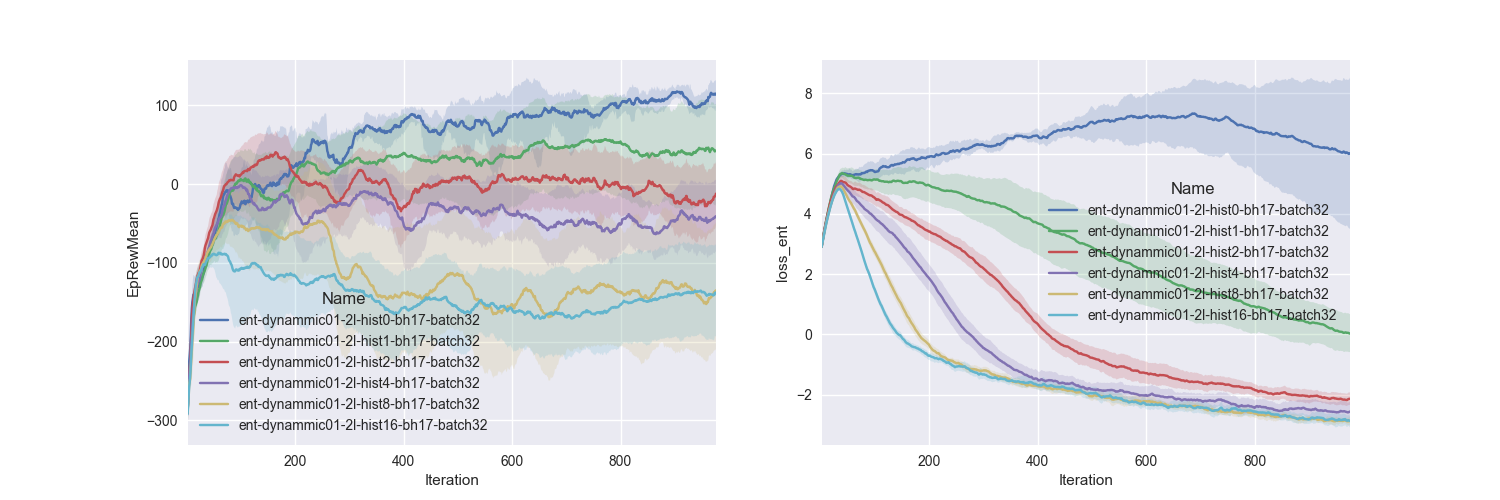 100
0
−100
−200
−300
EpRewMean
200
400
600
800
Iteration
Name
ent-dynammic01-2l-hist0-bh17-batch32
ent-dynammic01-2l-hist1-bh17-batch32
ent-dynammic01-2l-hist2-bh17-batch32
ent-dynammic01-2l-hist4-bh17-batch32
ent-dynammic01-2l-hist8-bh17-batch32
ent-dynammic01-2l-hist16-bh17-batch32
8
6
4
2
0
−2
loss_ent
200
400
600
800
Iteration
Name
ent-dynammic01-2l-hist0-bh17-batch32
ent-dynammic01-2l-hist1-bh17-batch32
ent-dynammic01-2l-hist2-bh17-batch32
ent-dynammic01-2l-hist4-bh17-batch32
ent-dynammic01-2l-hist8-bh17-batch32
ent-dynammic01-2l-hist16-bh17-batch32